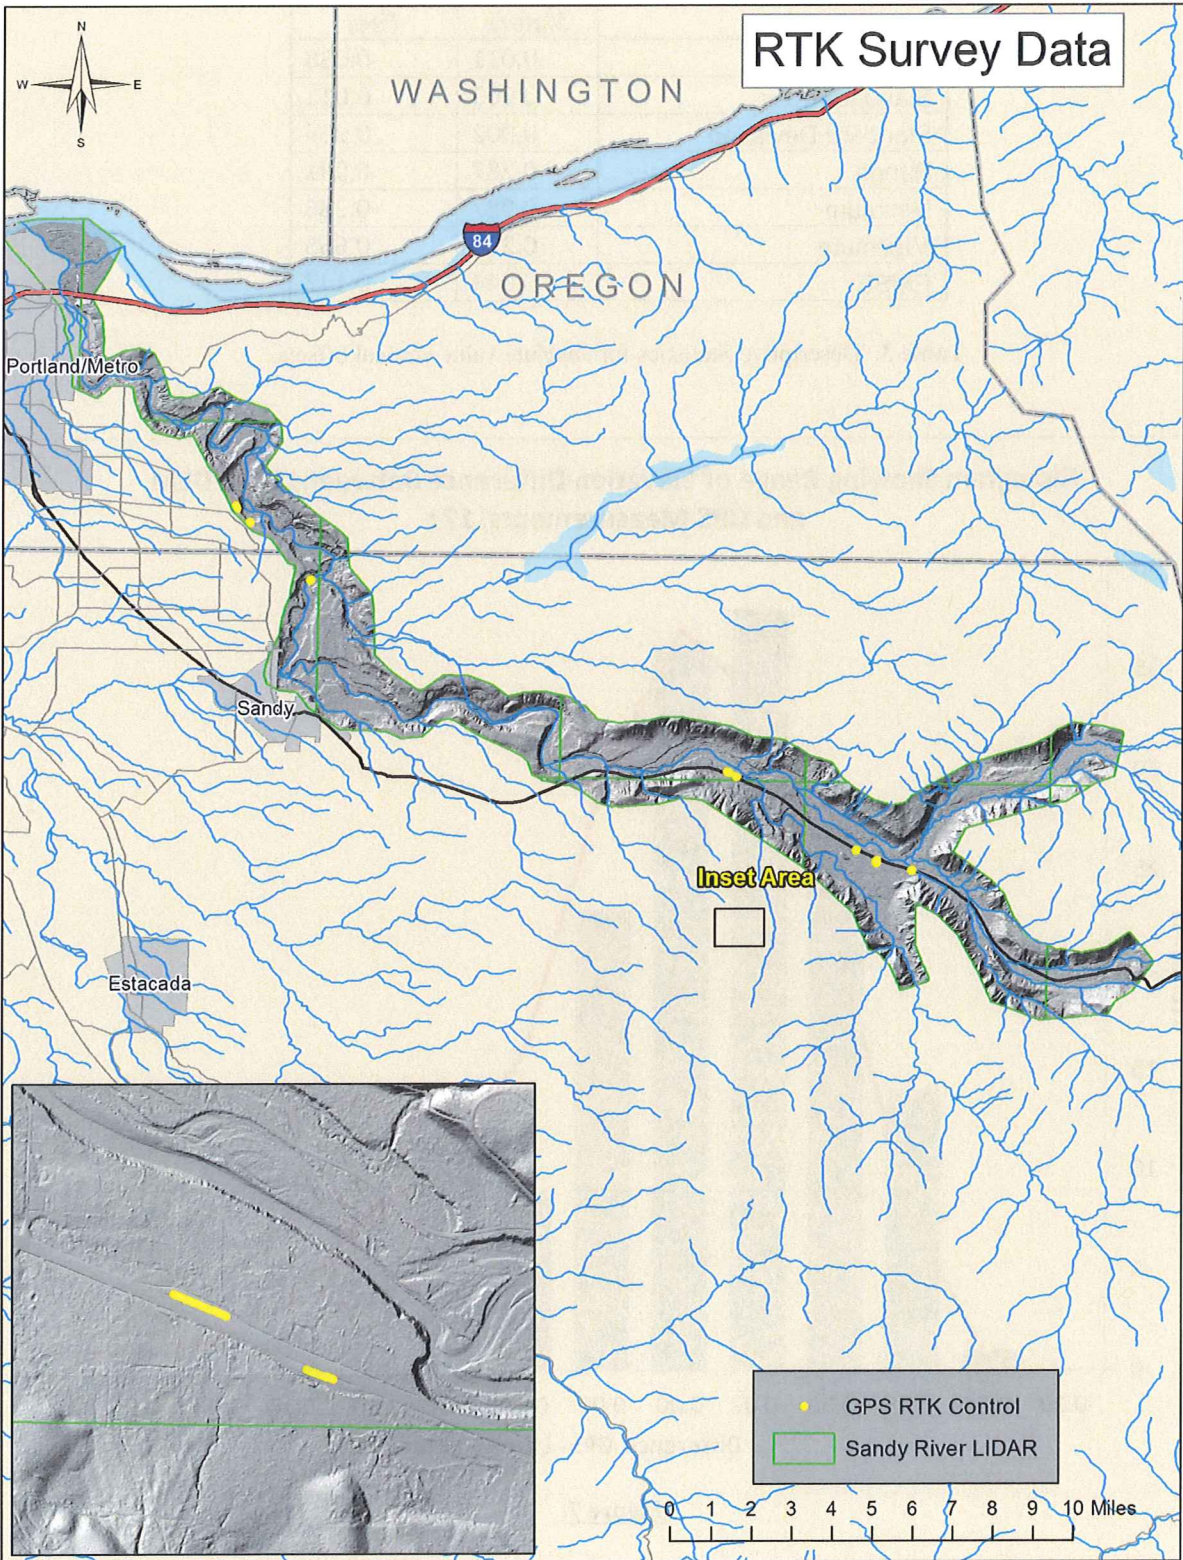 RTK Survey Data
N
W
E
S
WASHINGTON
84
OREGON
Portland/Metro
Sandy
Inset Area
Estacada
GPS RTK Control
Sandy River LIDAR
0 1 2 3 4 5 6 7 8 9 10 Miles